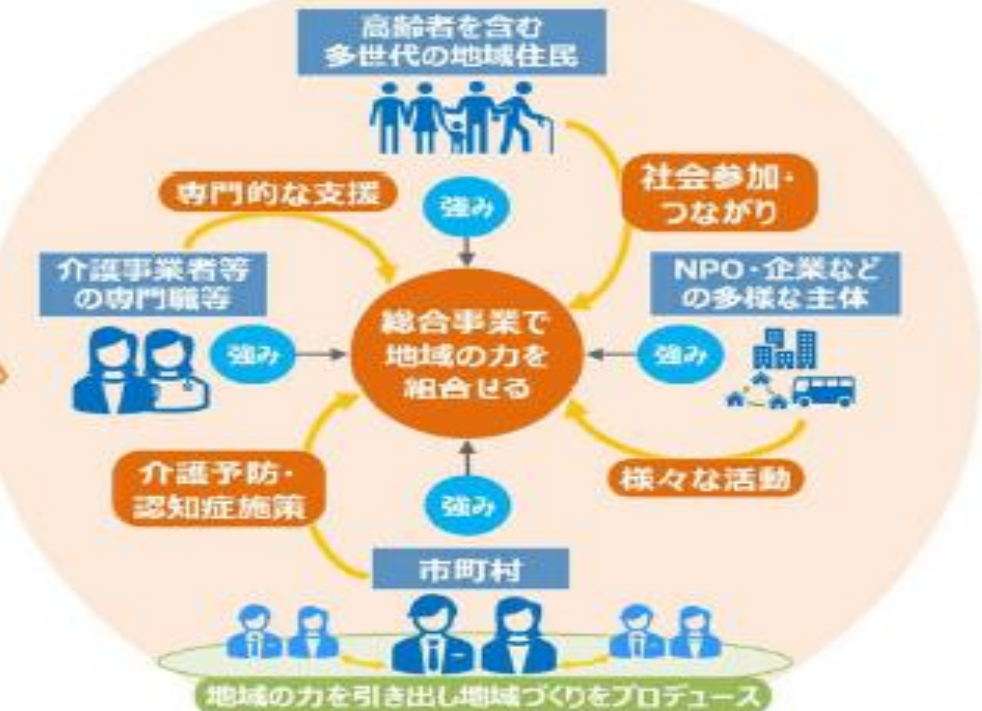 高齢者を含む
多世代の地域住民
専門的な支援
強み
社会参加・
つながり
介護事業者等
の専門職等
NPO・企業など
の多様な主体
強み
総合事業で
地域の力を
組合せる
強み
介護予防・
認知症施策
強み
様々な活動
市町村
地域の力を引き出し地域づくりをプロデュース